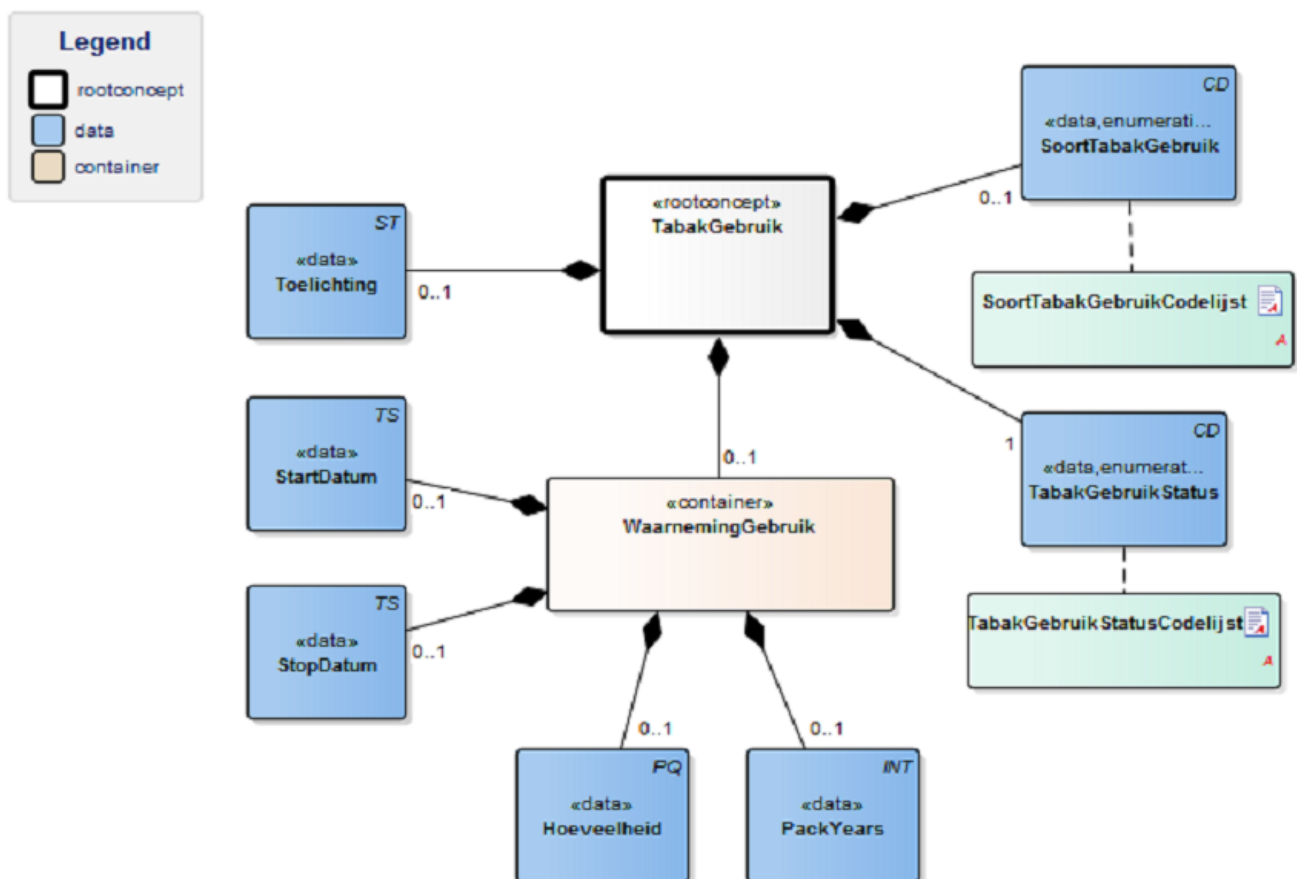 Legend
rootconcept
data
container
CD
«data,enumerati...
SoortTabakGebruik
0..1
SoortTabakGebruikCodelijst
A
«rootconcept»
TabakGebruik
ST
«data»
Toelichting
0..1
0..1
1
CD
«data,enumerat...
TabakGebruikStatus
TabakGebruikStatusCodelijst
A
TS
«data»
StartDatum
0..1
«container»
WaarnemingGebruik
TS
«data»
StopDatum
0..1
0..1
PQ
«data»
Hoeveelheid
0..1
INT
«data»
PackYears